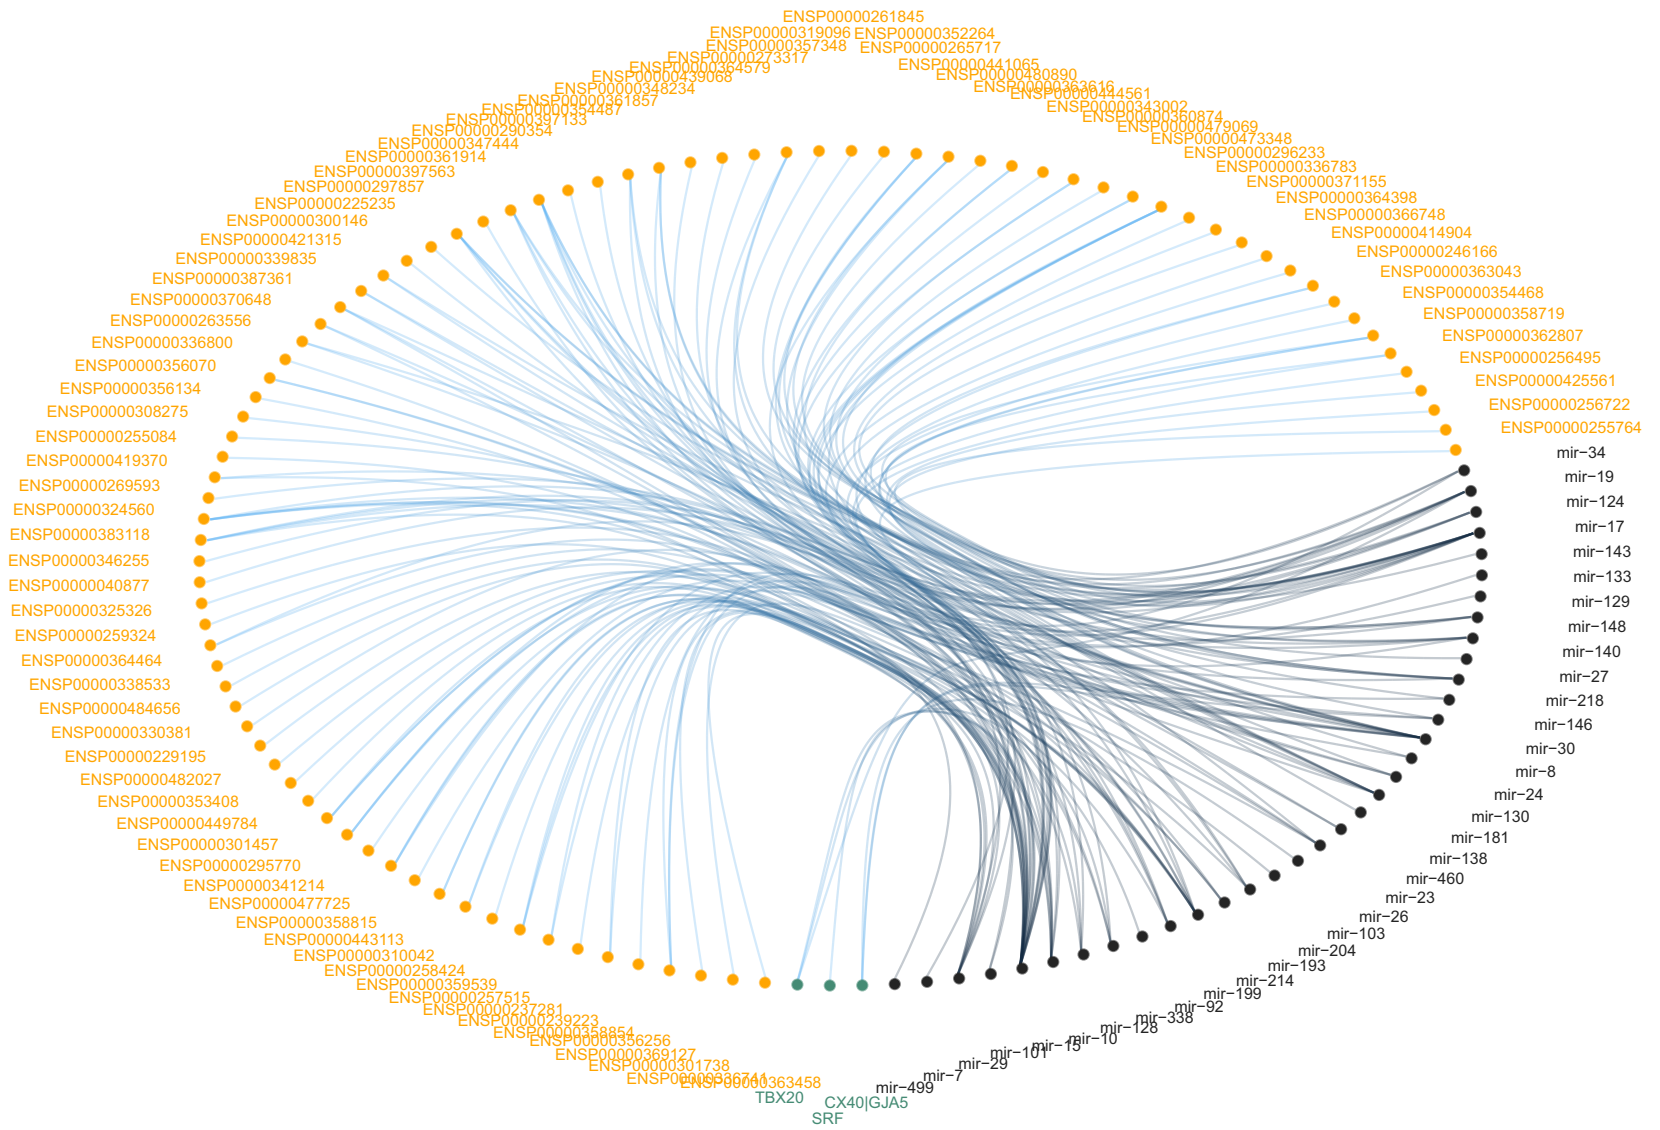 ENSP00000261845
ENSP00000319096
ENSP00000352264
ENSP00000357348
ENSP00000265717
ENSP00000273317
ENSP00000441065
ENSP00000364579
ENSP00000480890
ENSP00000439068
ENSP00000363616
ENSP00000348234
ENSP00000444561
ENSP00000361857
ENSP00000343002
ENSP00000354487
ENSP00000360874
ENSP00000397133
ENSP00000479069
ENSP00000290354
ENSP00000473348
ENSP00000347444
ENSP00000296233
ENSP00000361914
ENSP00000336783
ENSP00000397563
ENSP00000371155
ENSP00000297857
ENSP00000364398
ENSP00000225235
ENSP00000366748
ENSP00000300146
ENSP00000414904
ENSP00000421315
ENSP00000246166
ENSP00000339835
ENSP00000363043
ENSP00000387361
ENSP00000354468
ENSP00000370648
ENSP00000358719
ENSP00000263556
ENSP00000362807
ENSP00000336800
ENSP00000256495
ENSP00000356070
ENSP00000425561
ENSP00000356134
ENSP00000256722
ENSP00000308275
ENSP00000255764
ENSP00000255084
mir−34
ENSP00000419370
mir−19
ENSP00000269593
mir−124
ENSP00000324560
mir−17
ENSP00000383118
mir−143
ENSP00000346255
mir−133
ENSP00000040877
mir−129
ENSP00000325326
mir−148
ENSP00000259324
mir−140
ENSP00000364464
mir−27
ENSP00000338533
mir−218
ENSP00000484656
mir−146
ENSP00000330381
mir−30
ENSP00000229195
mir−8
ENSP00000482027
mir−24
ENSP00000353408
mir−130
ENSP00000449784
mir−181
ENSP00000301457
mir−138
ENSP00000295770
mir−460
ENSP00000341214
mir−23
ENSP00000477725
mir−26
ENSP00000358815
mir−103
ENSP00000443113
mir−204
ENSP00000310042
mir−193
ENSP00000258424
mir−214
ENSP00000359539
mir−199
ENSP00000257515
mir−92
ENSP00000237281
mir−338
ENSP00000239223
mir−128
ENSP00000358854
mir−10
ENSP00000356256
mir−15
ENSP00000369127
mir−101
ENSP00000301738
mir−29
ENSP00000336741
mir−7
ENSP00000363458
mir−499
TBX20
CX40|GJA5
SRF